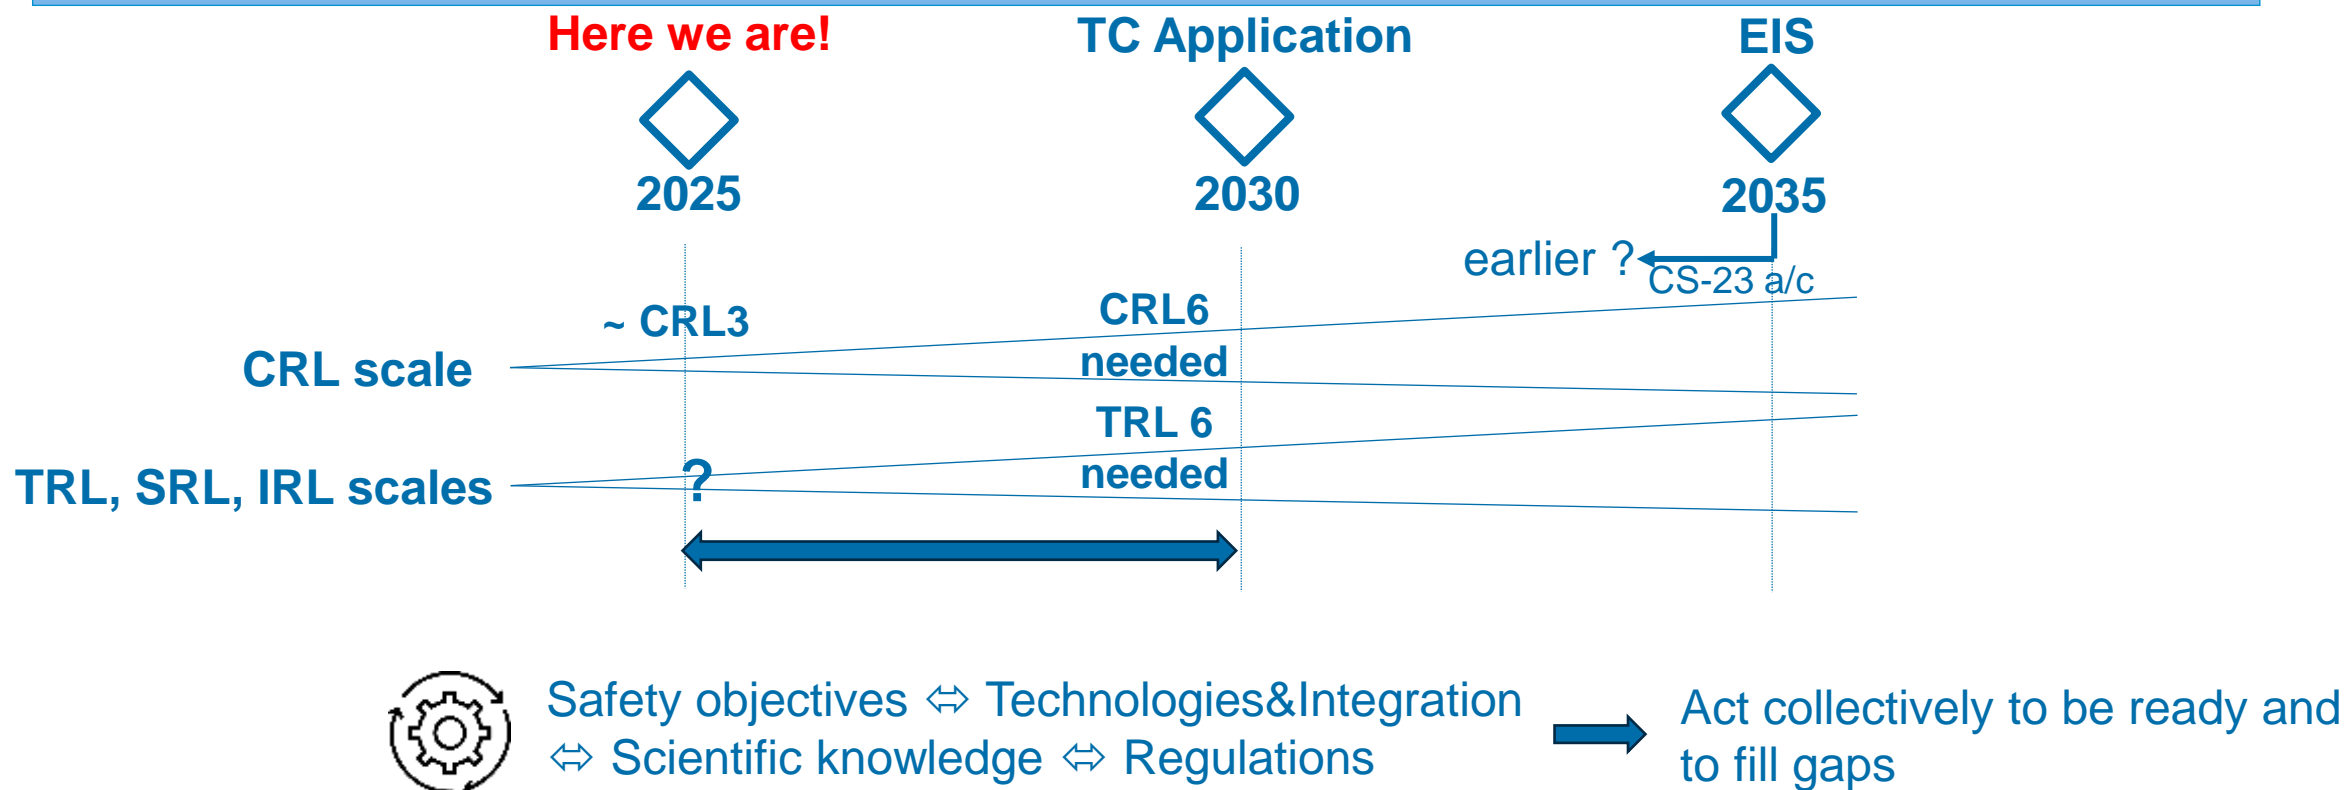 Here we are!
TC Application
EIS
2025
2030
2035
earlier ?
CS-23 a/c
~ CRL3
CRL6
needed
CRL scale
TRL 6
needed
TRL, SRL, IRL scales
?
Safety objectives ⇔ Technologies&Integration
⇔ Scientific knowledge ⇔ Regulations
Act collectively to be ready and
to fill gaps